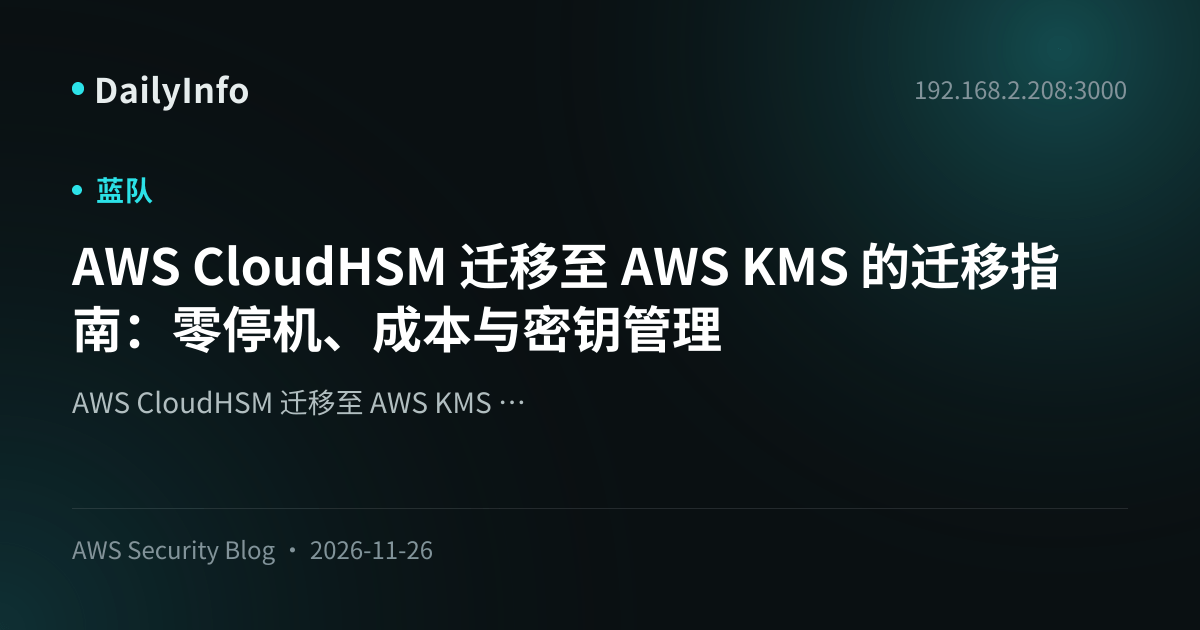 DailyInfo
192.168.2.208:3000
蓝队
AWS CloudHSM 迁移至 AWS KMS 的迁移指
南：零停机、成本与密钥管理
AWS CloudHSM 迁移至 AWS KMS ⋯
AWS Security Blog · 2026-11-26